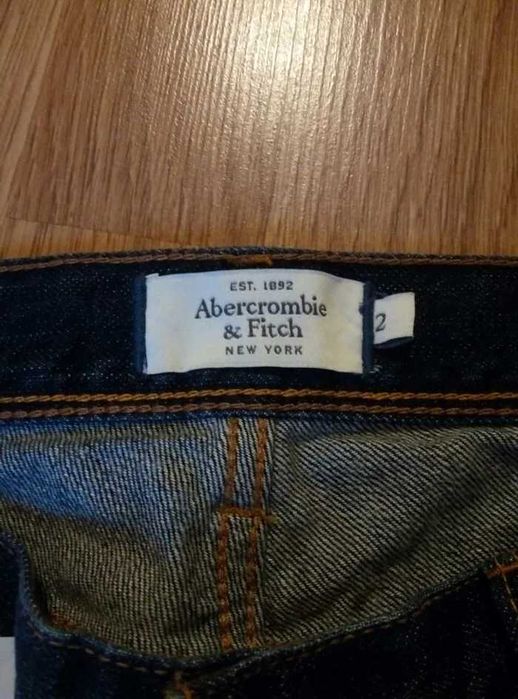 EST. 1892
Abercrombie
& Fitch
NEW YORK
2